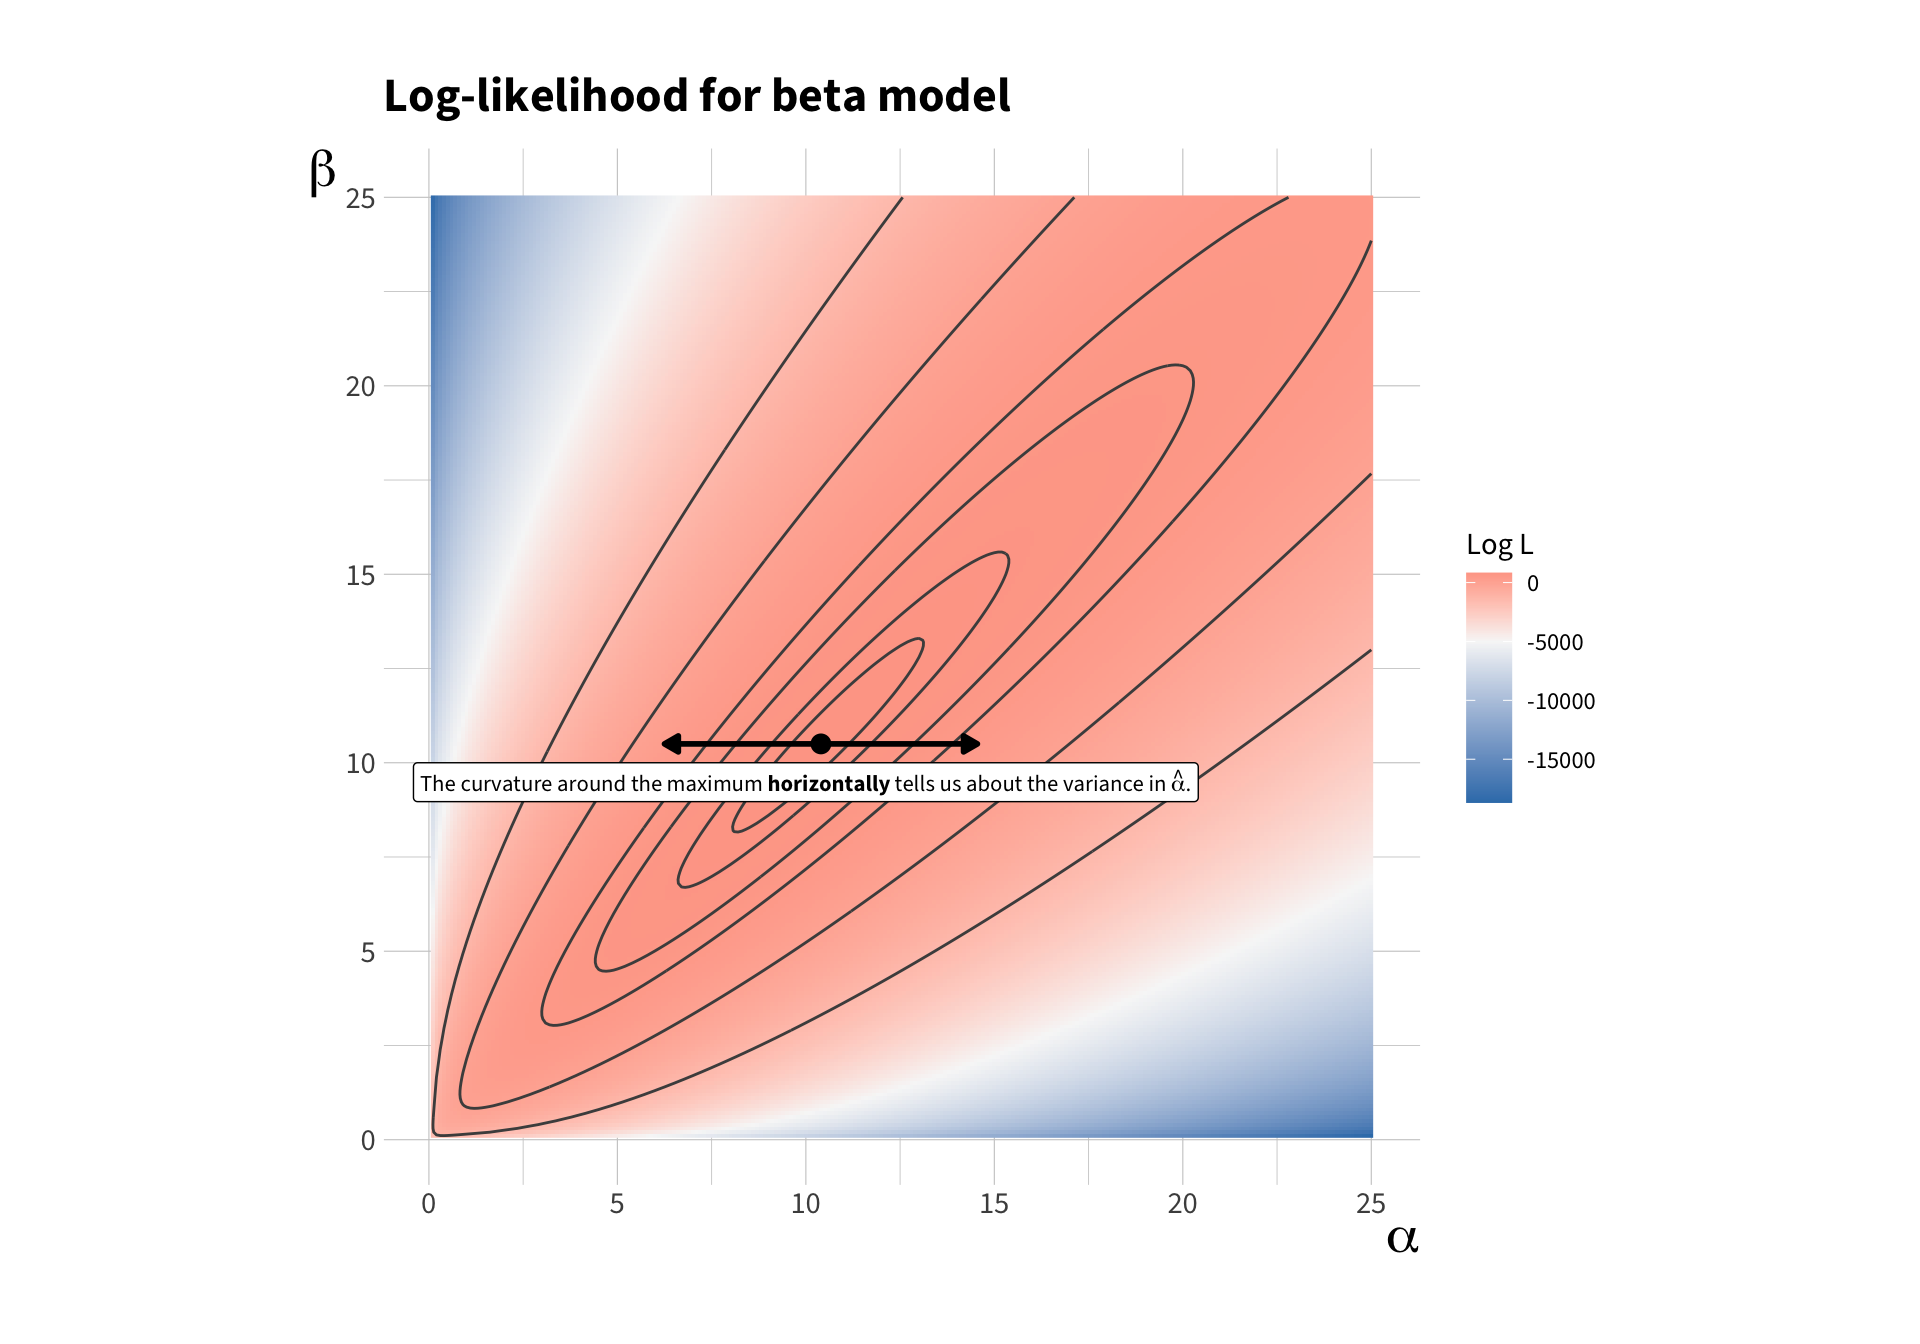 Log-likelihood for beta model
β
25
20
15
10
5
0
The curvature around the maximum horizontally tells us about the variance in α̂.
0 5 10 15 20 25
α
Log L
0
-5000
-10000
-15000